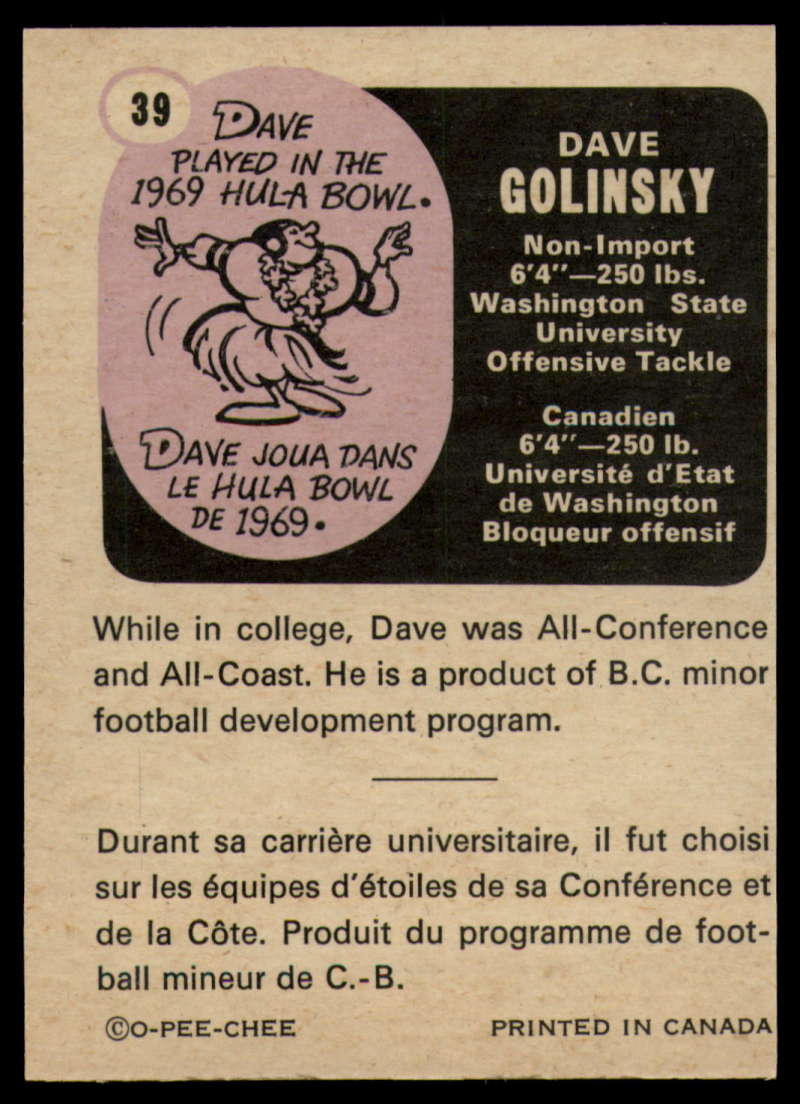 39
DAVE
PLAYED IN THE
1969 HULA BOWL.
DAVE JOUA DANS
LE HULA BOWL
DE 1969.
DAVE
GOLINSKY
Non-Import
6'4"—250 lbs.
Washington State
University
Offensive Tackle
Canadien
6'4"—250 lb.
Université d'Etat
de Washington
Bloqueur offensif
While in college, Dave was All-Conference
and All-Coast. He is a product of B.C. minor
football development program.
Durant sa carrière universitaire, il fut choisi
sur les équipes d'étoiles de sa Conférence et
de la Côte. Produit du programme de foot-
ball mineur de C.-B.
©O-PEE-CHEE
PRINTED IN CANADA